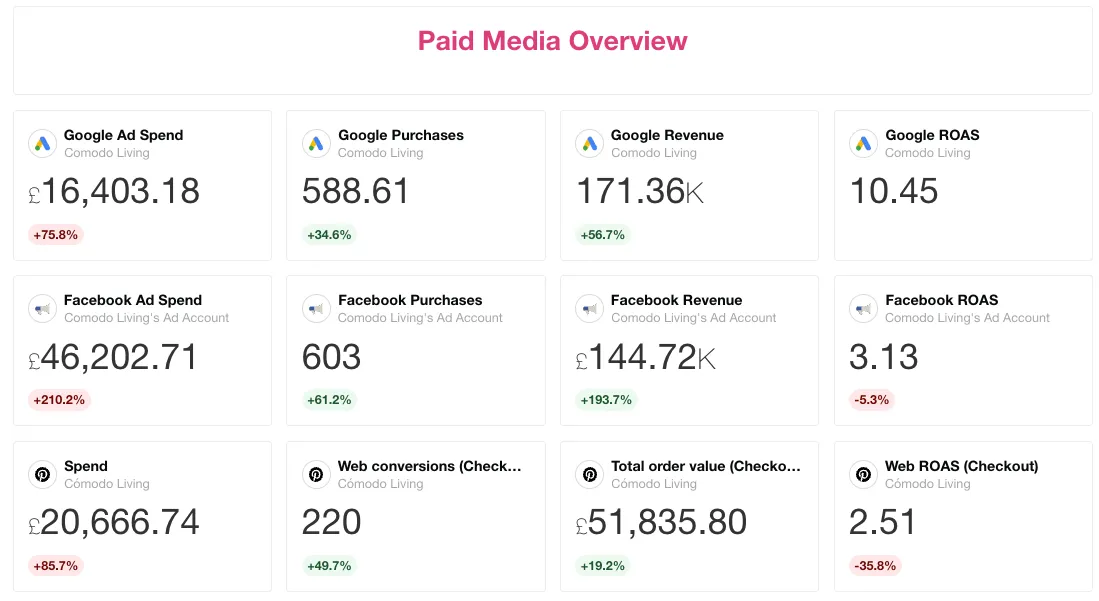 Paid Media Overview
Google Ad Spend
Comodo Living
£16,403.18
+75.8%
Google Purchases
Comodo Living
588.61
+34.6%
Google Revenue
Comodo Living
171.36K
+56.7%
Google ROAS
Comodo Living
10.45
Facebook Ad Spend
Comodo Living's Ad Account
£46,202.71
+210.2%
Facebook Purchases
Comodo Living's Ad Account
603
+61.2%
Facebook Revenue
Comodo Living's Ad Account
£144.72K
+193.7%
Facebook ROAS
Comodo Living's Ad Account
3.13
-5.3%
Spend
Cómodo Living
£20,666.74
+85.7%
Web conversions (Check...
Cómodo Living
220
+49.7%
Total order value (Checko...
Cómodo Living
£51,835.80
+19.2%
Web ROAS (Checkout)
Cómodo Living
2.51
-35.8%